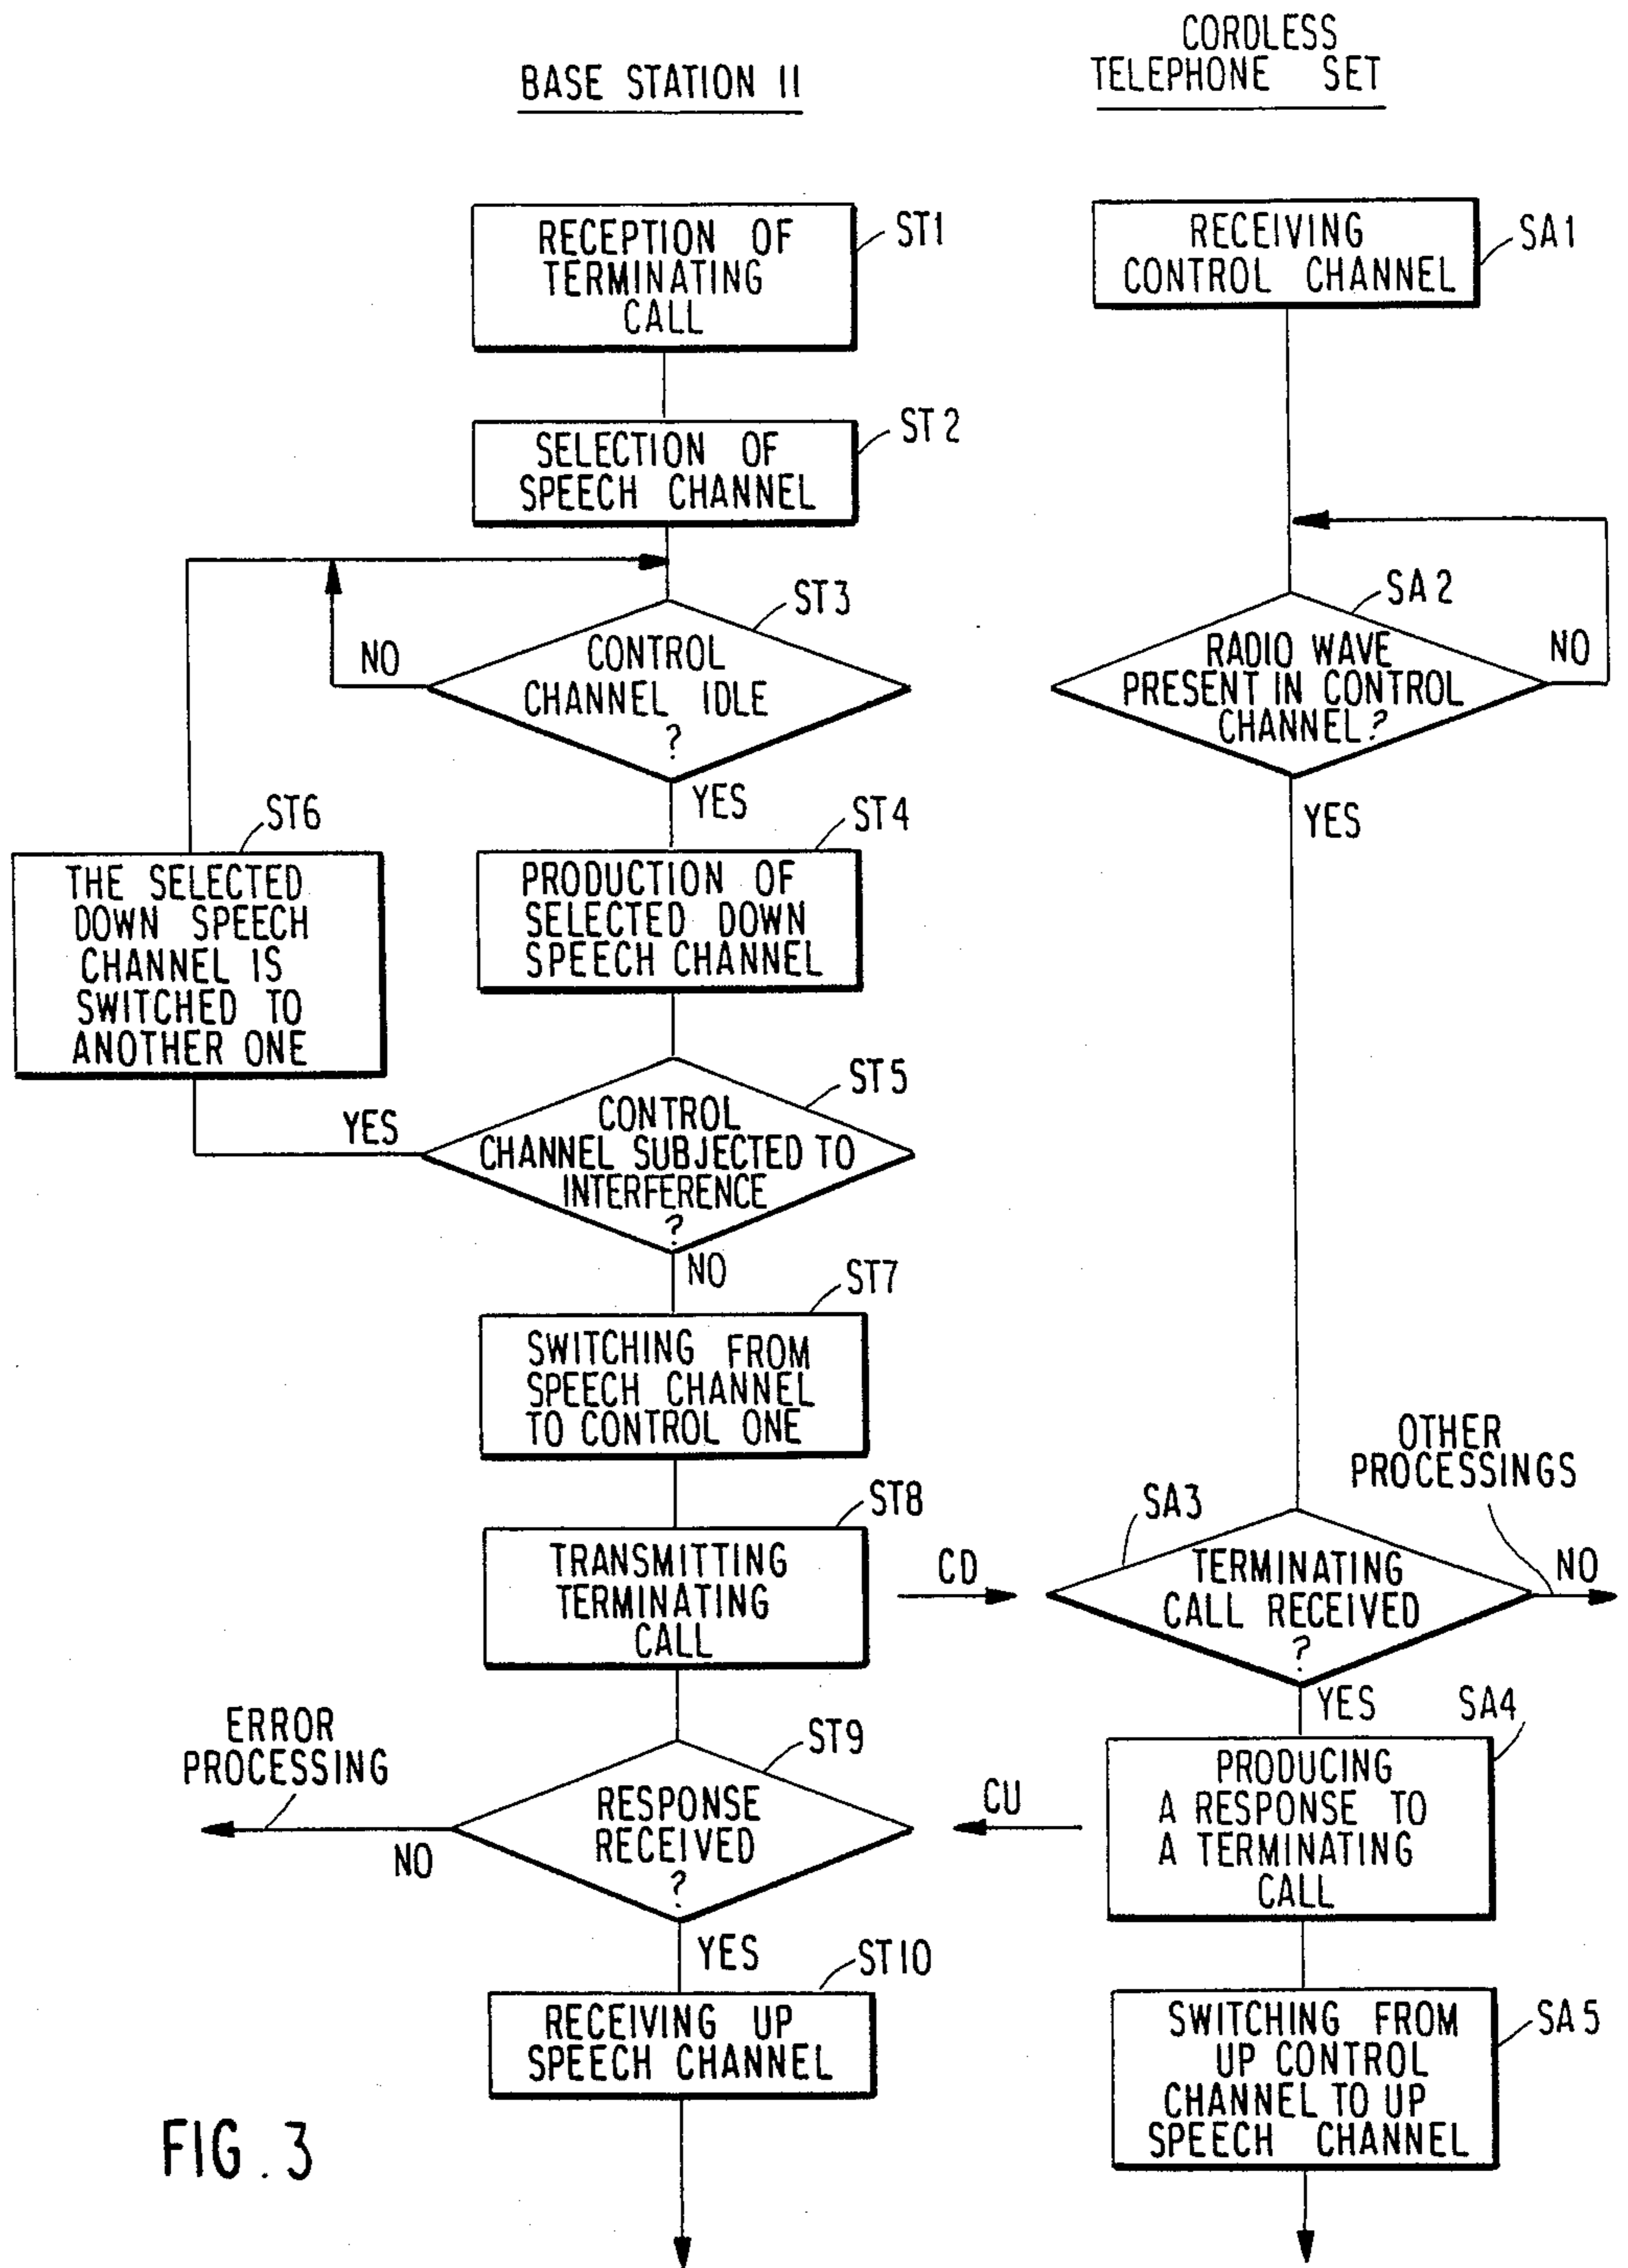 BASE STATION 11
CORDLESS
TELEPHONE SET
RECEPTION OF
TERMINATING
CALL
ST1
SELECTION OF
SPEECH CHANNEL
ST2
CONTROL
CHANNEL IDLE
?
ST3
NO
YES
THE SELECTED
DOWN SPEECH
CHANNEL IS
SWITCHED TO
ANOTHER ONE
ST6
PRODUCTION OF
SELECTED DOWN
SPEECH CHANNEL
ST4
CONTROL
CHANNEL SUBJECTED TO
INTERFERENCE
?
ST5
YES
NO
SWITCHING FROM
SPEECH CHANNEL
TO CONTROL ONE
ST7
TRANSMITTING
TERMINATING
CALL
ST8
CD
RESPONSE
RECEIVED
?
ST9
ERROR
PROCESSING
NO
YES
CU
RECEIVING UP
SPEECH CHANNEL
ST10
RECEIVING
CONTROL CHANNEL
SA1
RADIO WAVE
PRESENT IN CONTROL
CHANNEL?
SA2
NO
YES
TERMINATING
CALL RECEIVED
?
SA3
OTHER
PROCESSINGS
NO
YES
PRODUCING
A RESPONSE TO
A TERMINATING
CALL
SA4
SWITCHING FROM
UP CONTROL
CHANNEL TO UP
SPEECH CHANNEL
SA5
FIG. 3